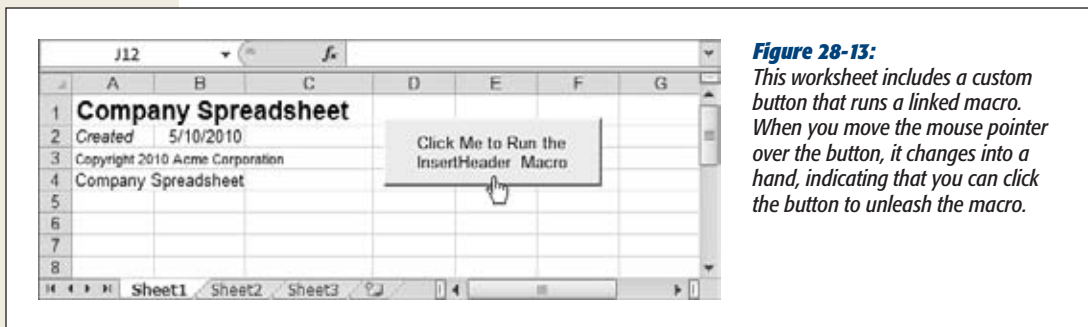 J12 fx
A B C D E F G
1 Company Spreadsheet
2 Created 5/10/2010
3 Copyright 2010 Acme Corporation
4 Company Spreadsheet
5
6
7
8
Click Me to Run the
InsertHeader Macro
Sheet1 Sheet2 Sheet3
Figure 28-13:
This worksheet includes a custom
button that runs a linked macro.
When you move the mouse pointer
over the button, it changes into a
hand, indicating that you can click
the button to unleash the macro.